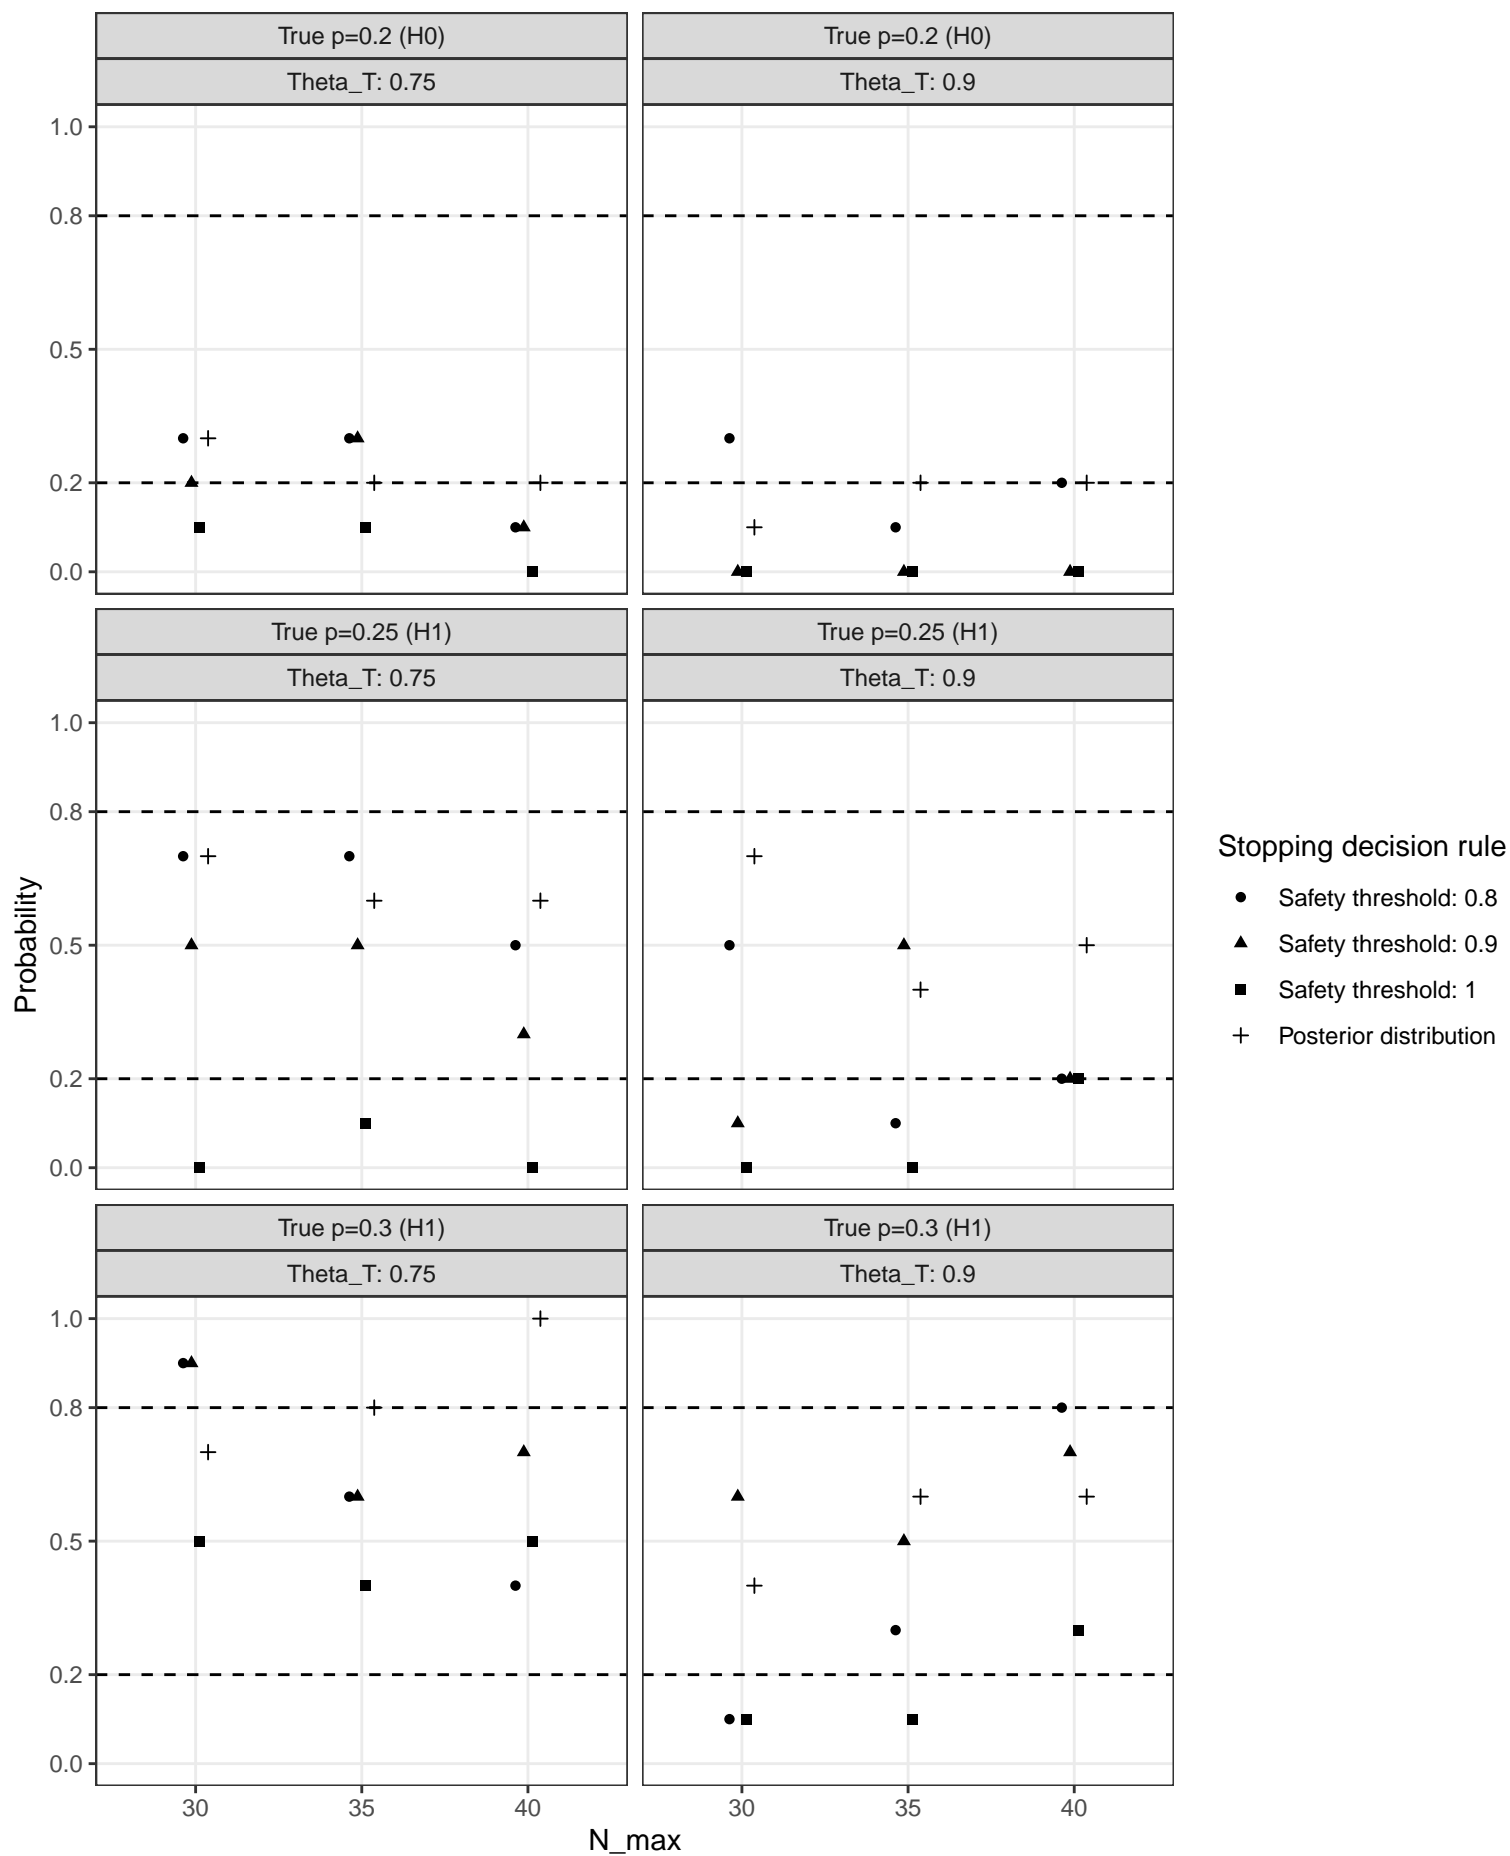 True p=0.2 (H0) True p=0.2 (H0)
Theta_T: 0.75 Theta_T: 0.9
1.0
0.8
0.5
0.2
0.0
True p=0.25 (H1) True p=0.25 (H1)
Theta_T: 0.75 Theta_T: 0.9
1.0
0.8
0.5
0.2
0.0
True p=0.3 (H1) True p=0.3 (H1)
Theta_T: 0.75 Theta_T: 0.9
1.0
0.8
0.5
0.2
0.0
30 35 40 30 35 40
N_max
Probability
Stopping decision rule
Safety threshold: 0.8
Safety threshold: 0.9
Safety threshold: 1
Posterior distribution